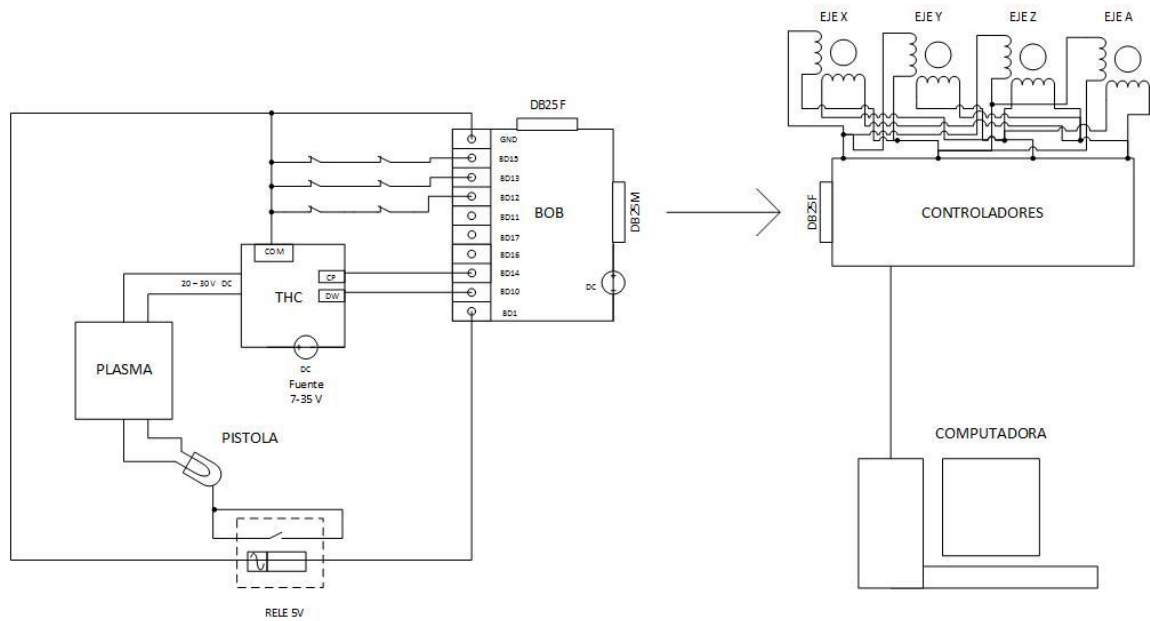 EJE X
EJE Y
EJE Z
EJE A
DB25F
GND
BD15
BD13
BD12
BD11
BD17
BD16
BD14
BD10
BD1
BOB
DB25M
DC
DB25F
CONTROLADORES
COM
THC
CP
DW
20 – 30 V DC
DC
Fuente
7-35 V
PLASMA
PISTOLA
RELE 5V
COMPUTADORA